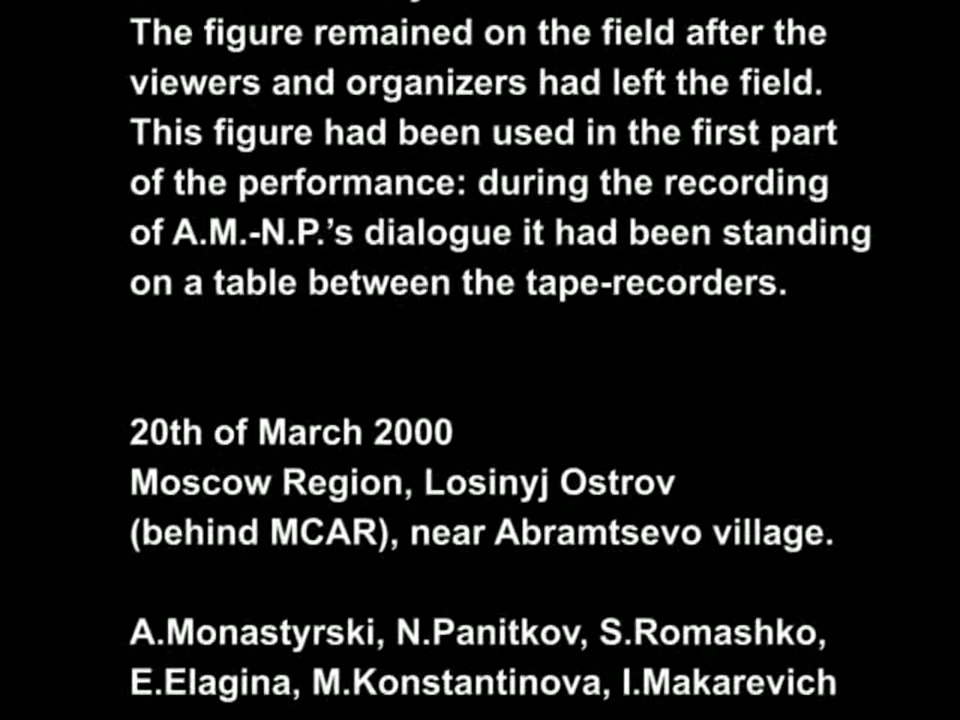 The figure remained on the field after the
viewers and organizers had left the field.
This figure had been used in the first part
of the performance: during the recording
of A.M.-N.P.'s dialogue it had been standing
on a table between the tape-recorders.
20th of March 2000
Moscow Region, Losinyj Ostrov
(behind MCAR), near Abramtsevo village.
A.Monastyrski, N.Panitkov, S.Romashko,
E.Elagina, M.Konstantinova, I.Makarevich